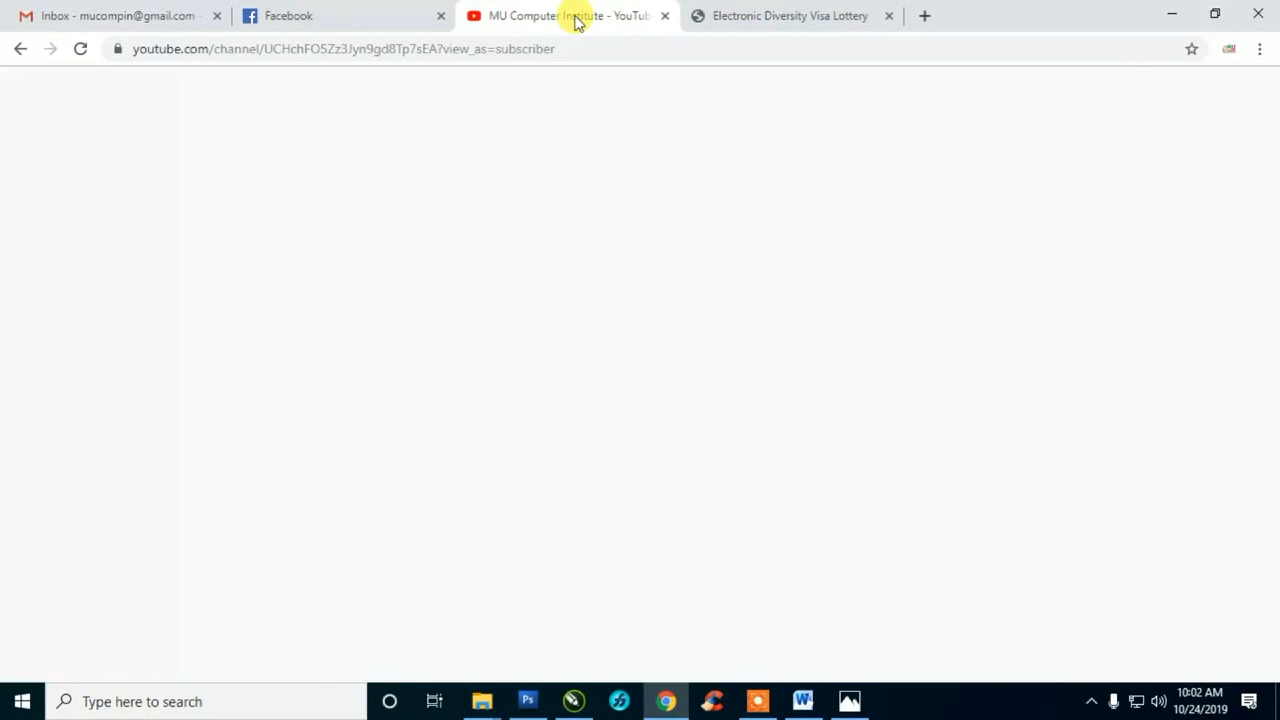 Inbox - mucompin@gmail.com -
Facebook
MU Computer Institute - YouTub
Electronic Diversity Visa Lottery
youtube.com/channel/UCHchFO5Zz3Jyn9gd8Tp7sEA?view_as=subscriber
Type here to search
Ps
W
10:02 AM
10/24/2019